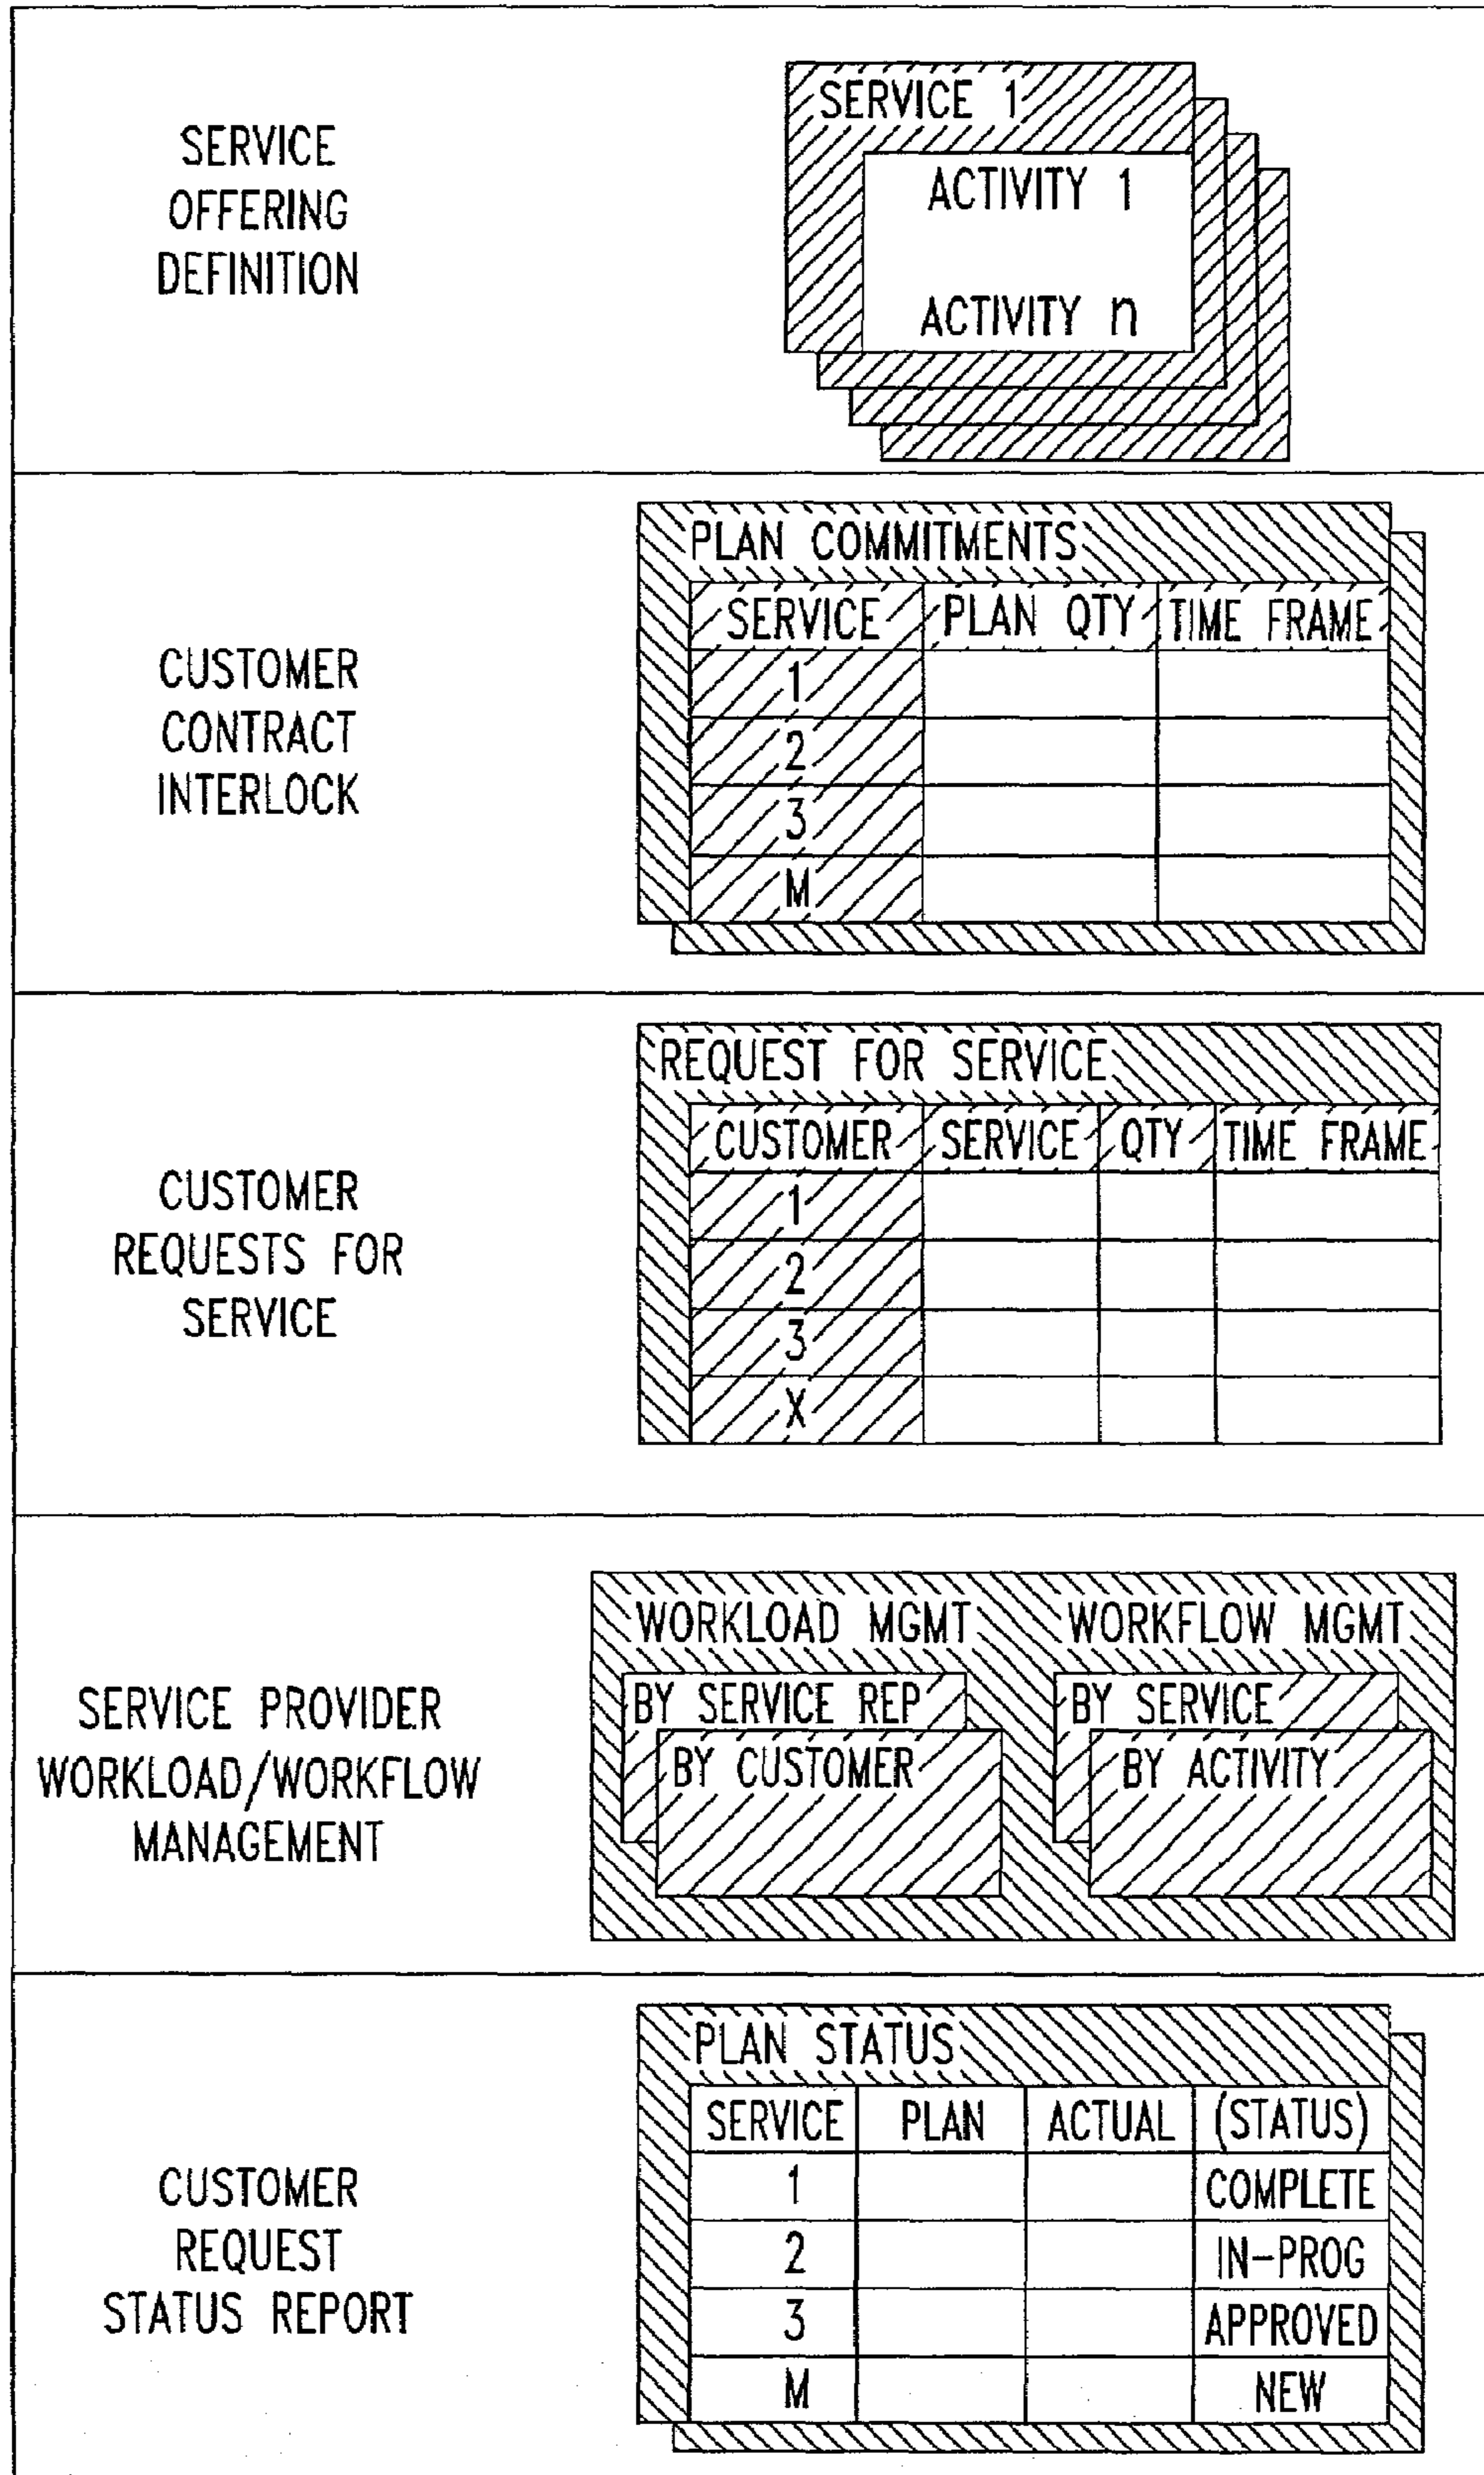 SERVICE
OFFERING
DEFINITION
SERVICE 1
ACTIVITY 1
ACTIVITY n
CUSTOMER
CONTRACT
INTERLOCK
PLAN COMMITMENTS
SERVICE PLAN QTY TIME FRAME
1
2
3
M
CUSTOMER
REQUESTS FOR
SERVICE
REQUEST FOR SERVICE
CUSTOMER SERVICE QTY TIME FRAME
1
2
3
X
SERVICE PROVIDER
WORKLOAD/WORKFLOW
MANAGEMENT
WORKLOAD MGMT WORKFLOW MGMT
BY SERVICE REP BY SERVICE
BY CUSTOMER BY ACTIVITY
CUSTOMER
REQUEST
STATUS REPORT
PLAN STATUS
SERVICE PLAN ACTUAL (STATUS)
1 COMPLETE
2 IN-PROG
3 APPROVED
M NEW